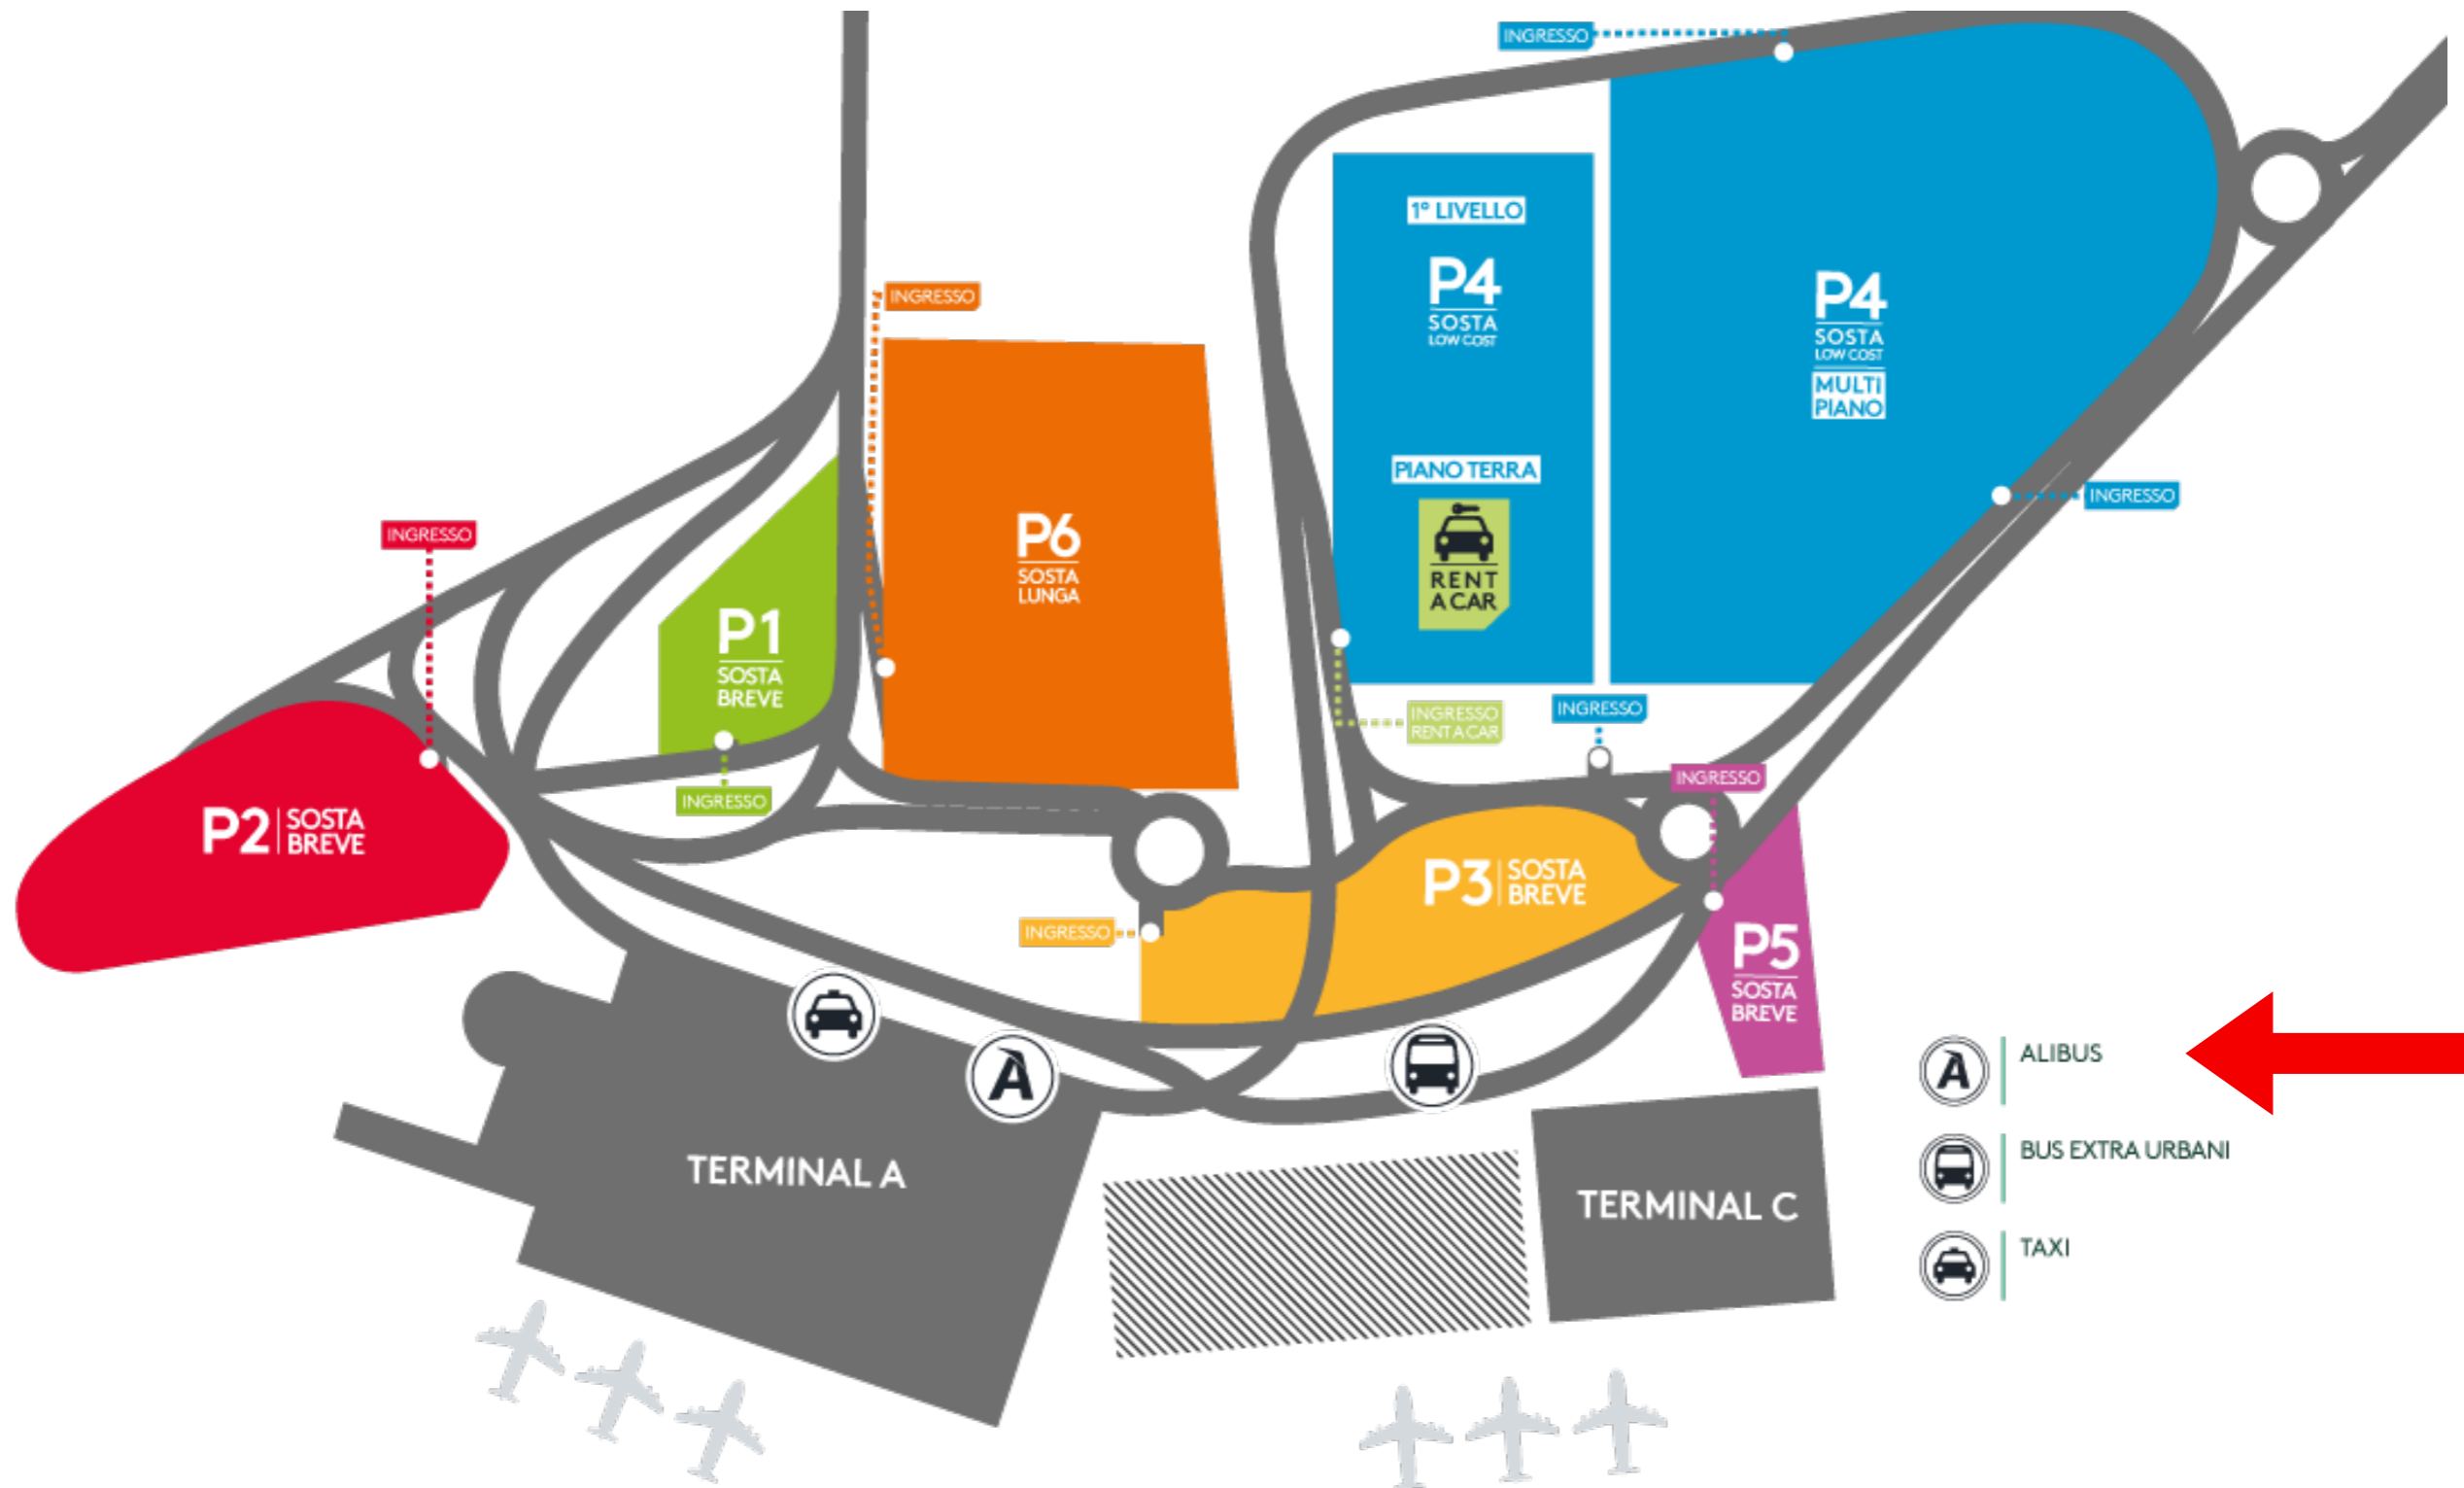 INGRESSO
1° LIVELLO
P4
SOSTA
LOW COST
P4
SOSTA
LOW COST
MULTI
PIANO
INGRESSO
PIANO TERRA
RENT
A CAR
INGRESSO
P6
SOSTA
LUNGA
INGRESSO
P1
SOSTA
BREVE
INGRESSO
INGRESSO
RENT A CAR
INGRESSO
INGRESSO
P2
SOSTA
BREVE
INGRESSO
P3
SOSTA
BREVE
INGRESSO
P5
SOSTA
BREVE
A
TERMINAL A
TERMINAL C
A
ALIBUS
BUS EXTRA URBANI
TAXI